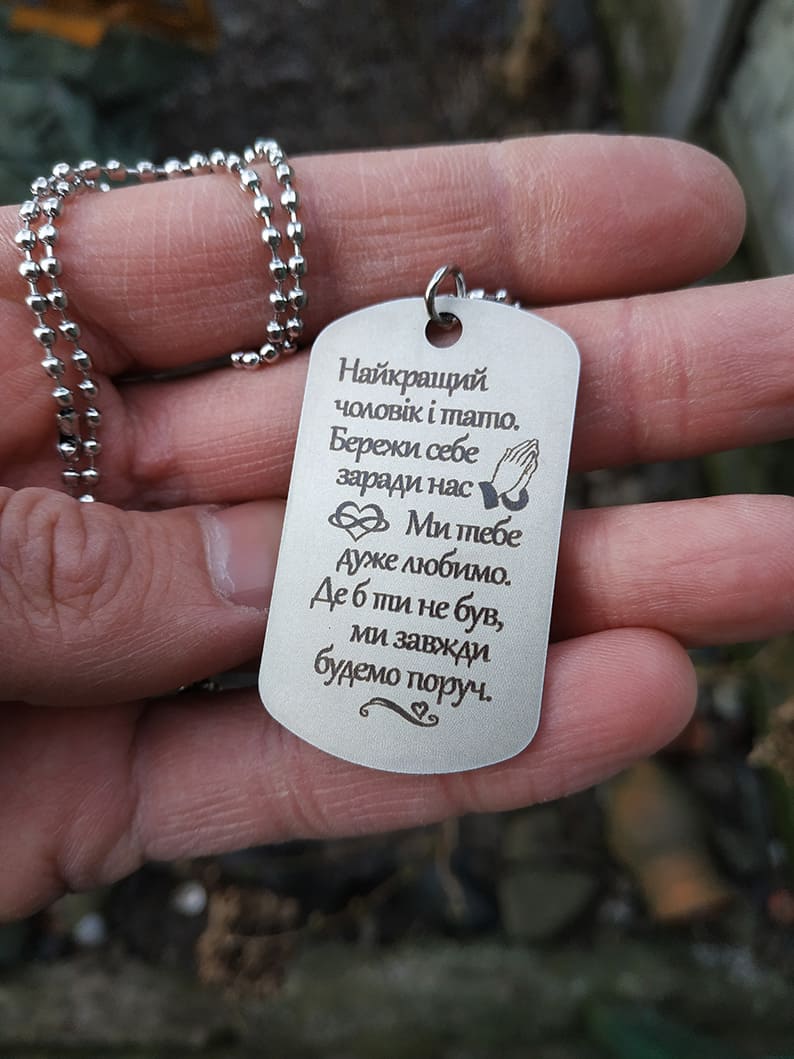 Найкращий
чоловік і тато.
Бережи себе
заради нас
Ми тебе
дуже любимо.
Де б ти не був,
ми завжди
будемо поруч.